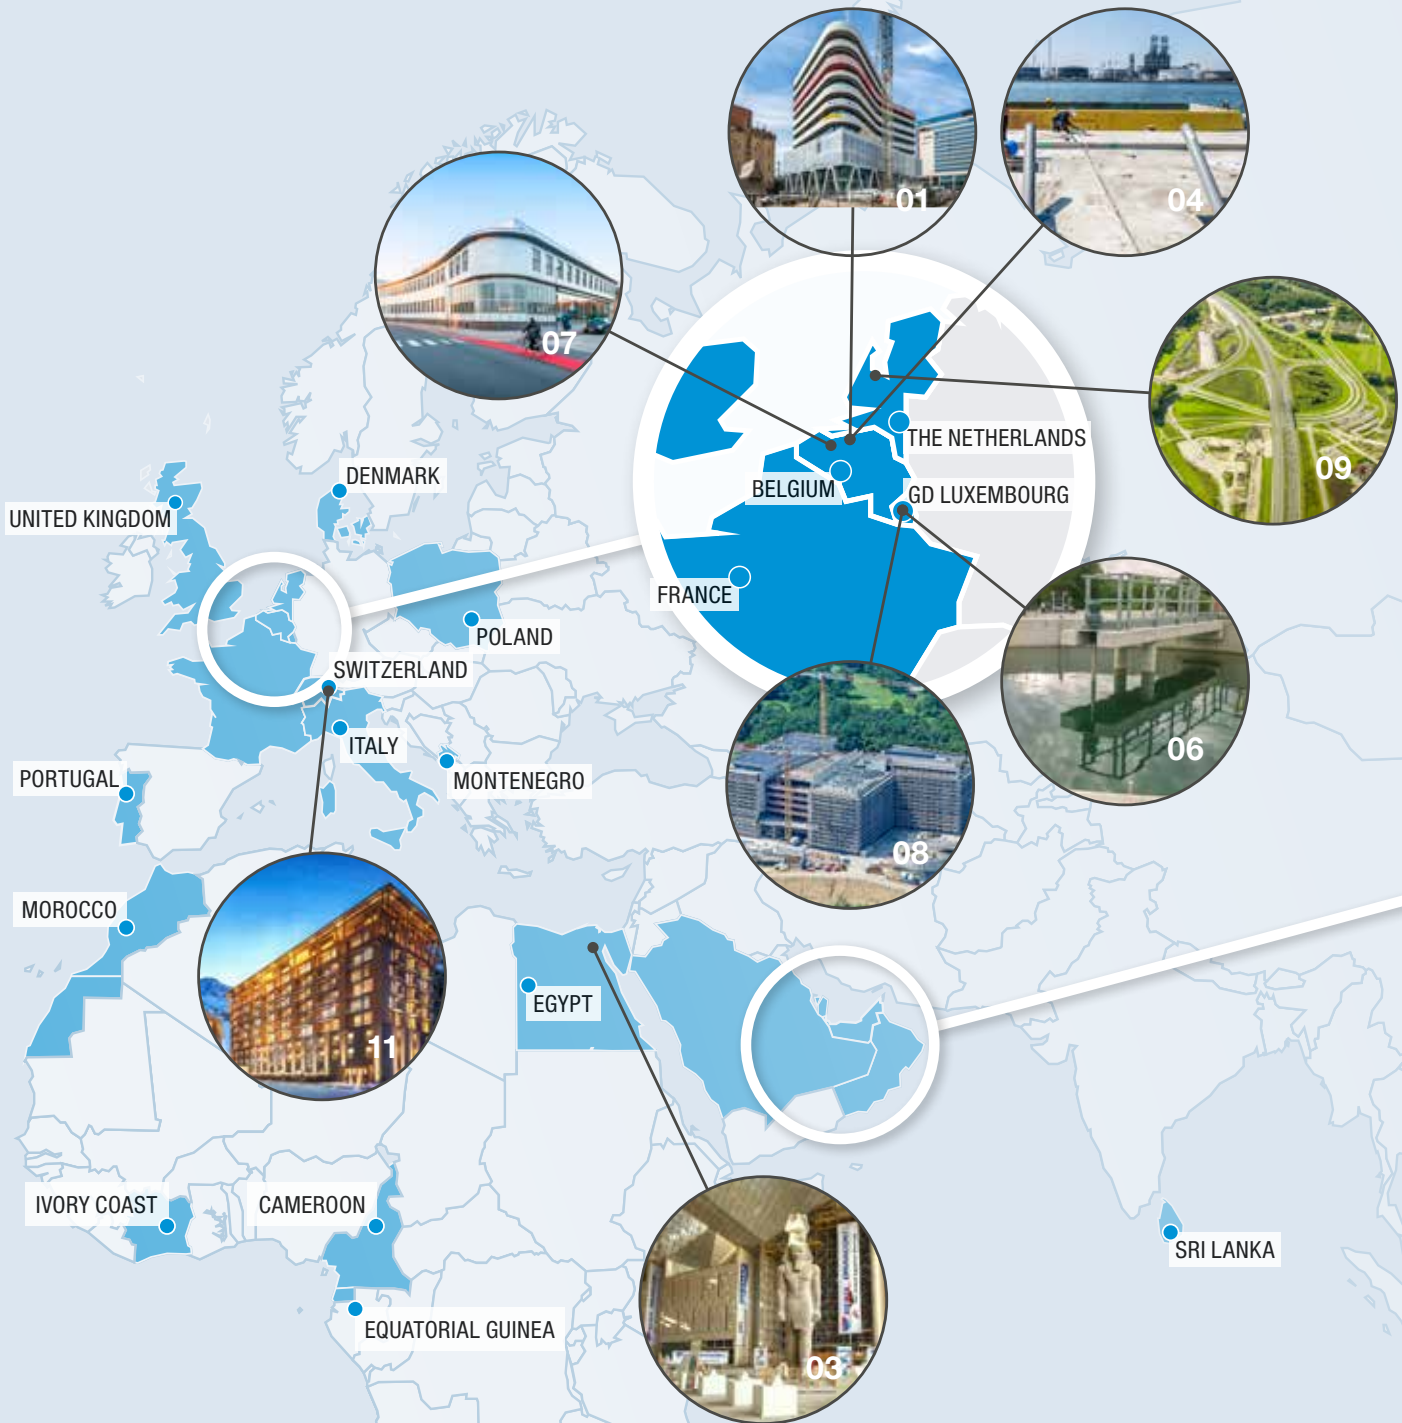 01
04
07
09
THE NETHERLANDS
DENMARK
BELGIUM
GD LUXEMBOURG
UNITED KINGDOM
FRANCE
POLAND
SWITZERLAND
06
ITALY
PORTUGAL
MONTENEGRO
08
MOROCCO
EGYPT
11
IVORY COAST
CAMEROON
SRI LANKA
EQUATORIAL GUINEA
03